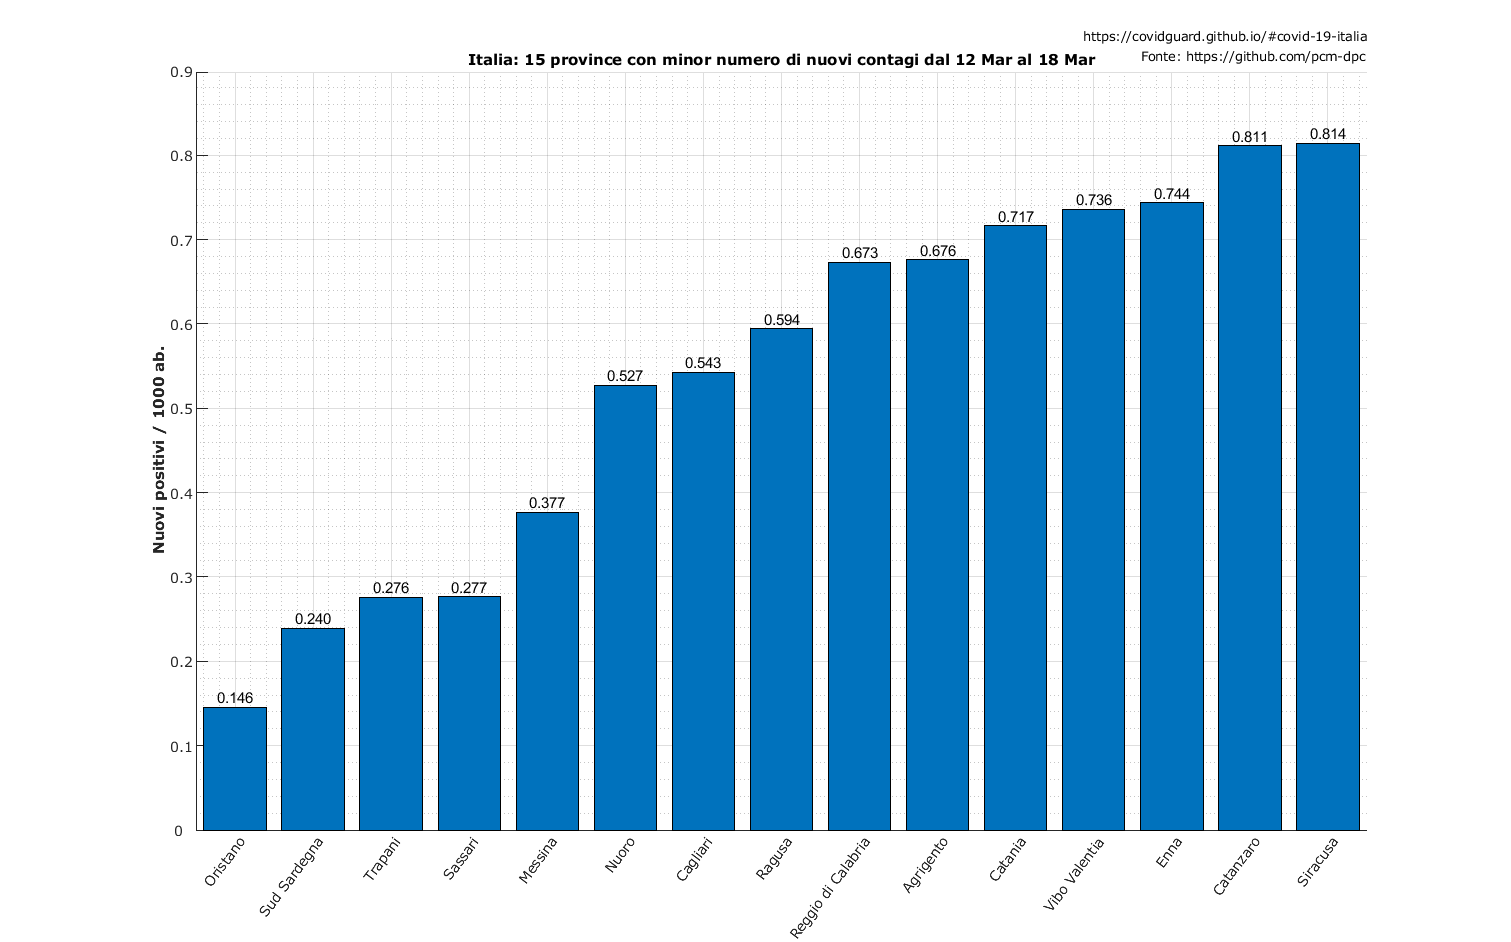 https://covidguard.github.io/#covid-19-italia
Italia: 15 province con minor numero di nuovi contagi dal 12 Mar al 18 Mar
Fonte: https://github.com/pcm-dpc
Nuovi positivi / 1000 ab.
0.9
0.8
0.7
0.6
0.5
0.4
0.3
0.2
0.1
0
0.146
0.240
0.276
0.277
0.377
0.527
0.543
0.594
0.673
0.676
0.717
0.736
0.744
0.811
0.814
Oristano
Sud Sardegna
Trapani
Sassari
Messina
Nuoro
Cagliari
Ragusa
Reggio di Calabria
Agrigento
Catania
Vibo Valentia
Enna
Catanzaro
Siracusa